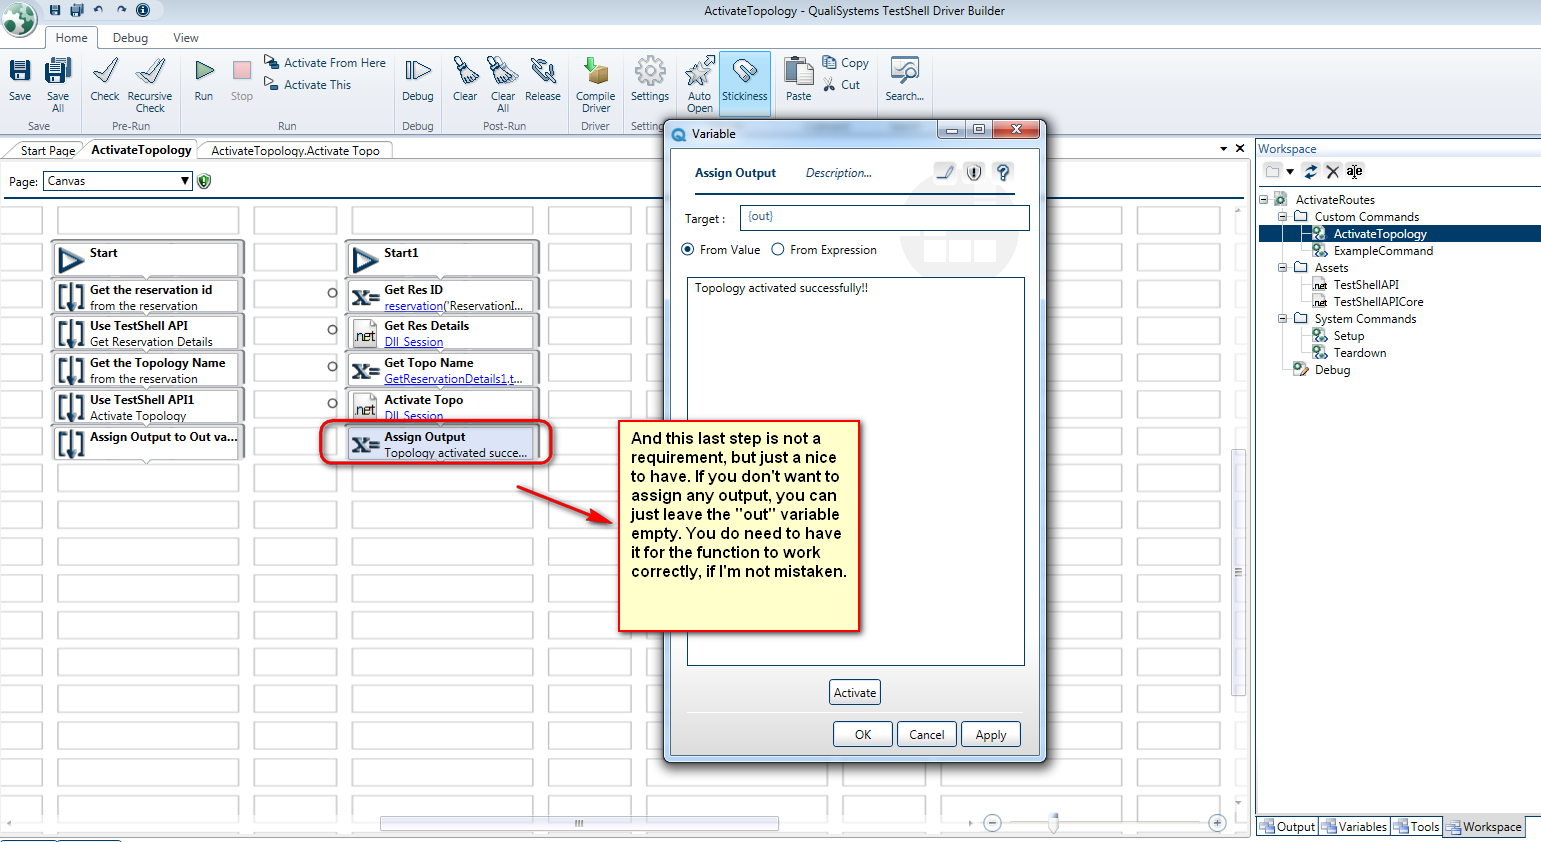 ActivateTopology - QualiSystems TestShell Driver Builder
Home
Debug
View
Save
Save
All
Save
Check
Recursive
Check
Pre-Run
Run
Stop
Activate From Here
Activate This
Run
Debug
Debug
Clear
Clear
All
Release
Post-Run
Compile
Driver
Driver
Settings
Auto
Open
Stickiness
Paste
Copy
Cut
Search...
Start Page
ActivateTopology
ActivateTopology.Activate Topo
Page:
Canvas
Start
Get the reservation id
from the reservation
Use TestShell API
Get Reservation Details
Get the Topology Name
from the reservation
Use TestShell API1
Activate Topology
Assign Output to Out va...
Start1
Get Res ID
reservation('ReservationI...
Get Res Details
Dll_Session
Get Topo Name
GetReservationDetails1,t...
Activate Topo
Dll_Session
Assign Output
Topology activated succe...
Variable
Assign Output
Description...
Target :
{out}
From Value
From Expression
Topology activated successfully!!
And this last step is not a
requirement, but just a nice
to have. If you don't want to
assign any output, you can
just leave the "out" variable
empty. You do need to have
it for the function to work
correctly, if I'm not mistaken.
Activate
OK
Cancel
Apply
Workspace
ActivateRoutes
Custom Commands
ActivateTopology
ExampleCommand
Assets
.net TestShellAPI
.net TestShellAPICore
System Commands
Setup
Teardown
Debug
Output
Variables
Tools
Workspace